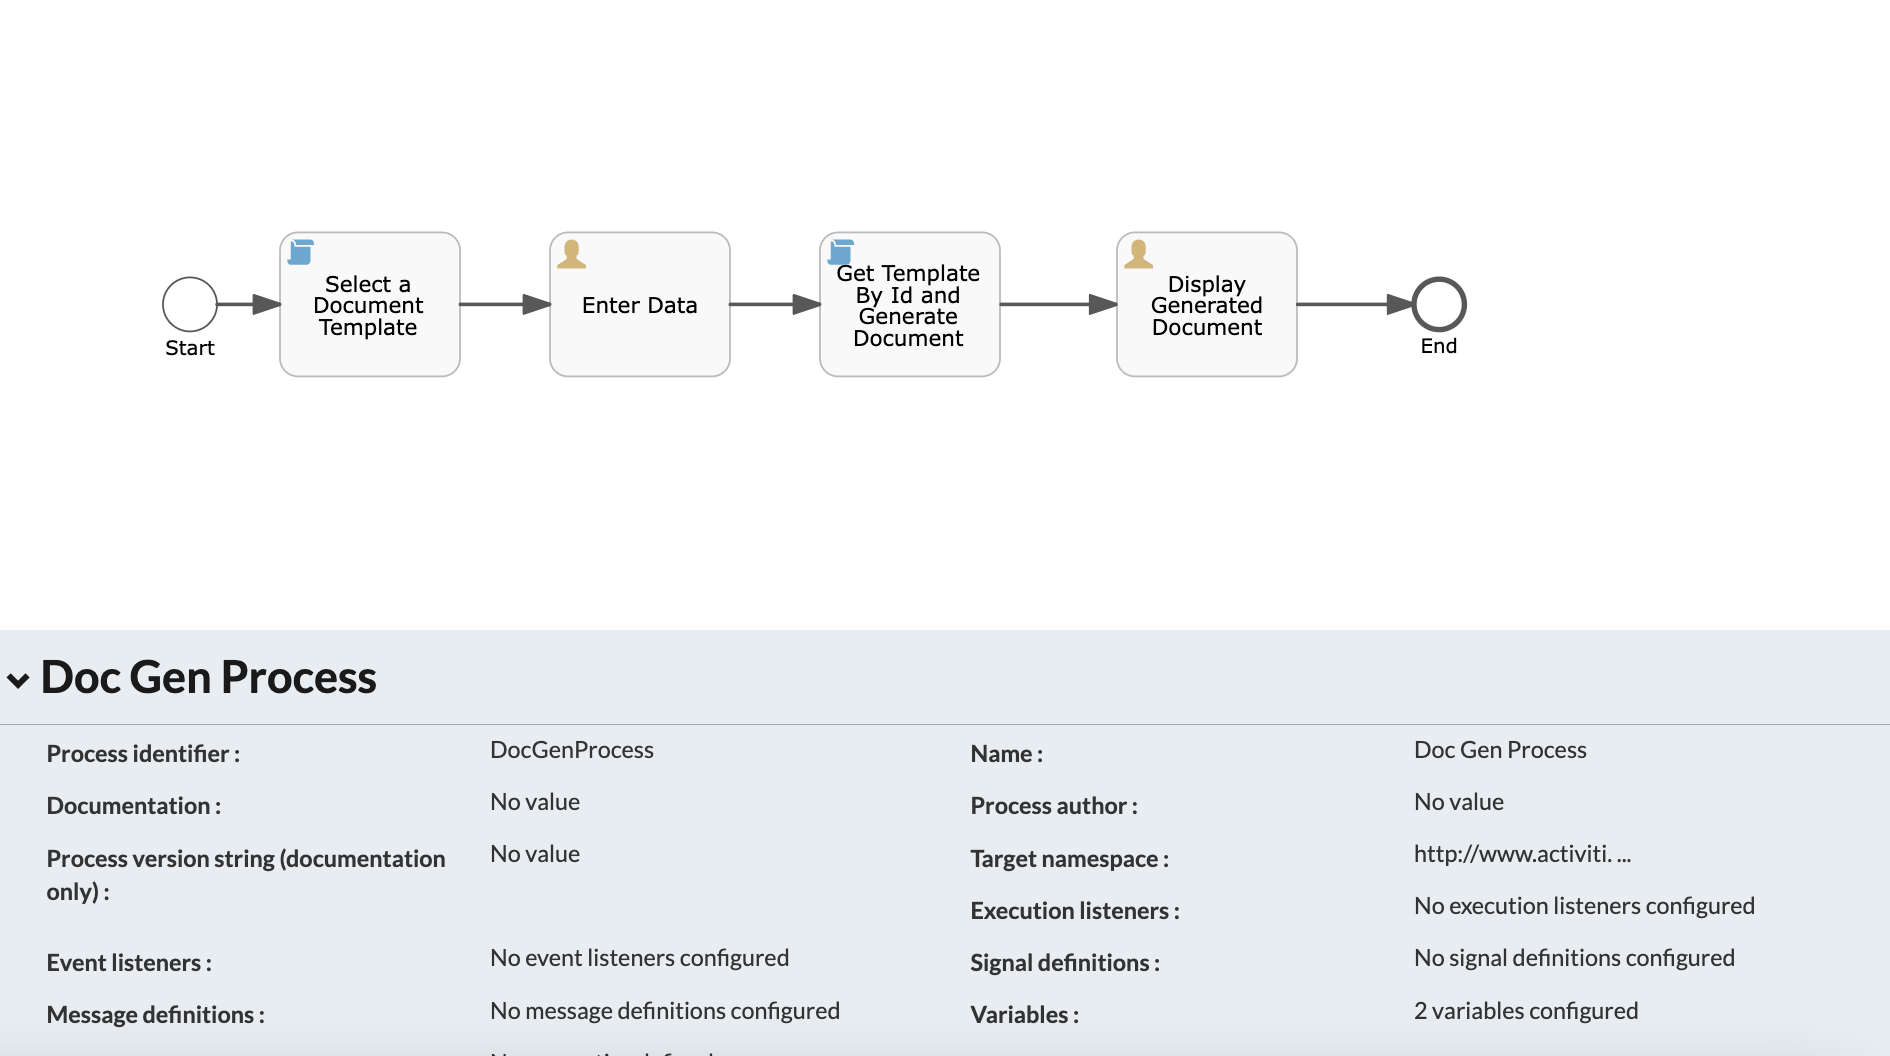 Start
Select a
Document
Template
Enter Data
Get Template
By Id and
Generate
Document
Display
Generated
Document
End
Doc Gen Process
Process identifier : DocGenProcess
Name : Doc Gen Process
Documentation : No value
Process author : No value
Process version string (documentation
only) : No value
Target namespace : http://www.activiti. ...
Execution listeners : No execution listeners configured
Event listeners : No event listeners configured
Signal definitions : No signal definitions configured
Message definitions : No message definitions configured
Variables : 2 variables configured